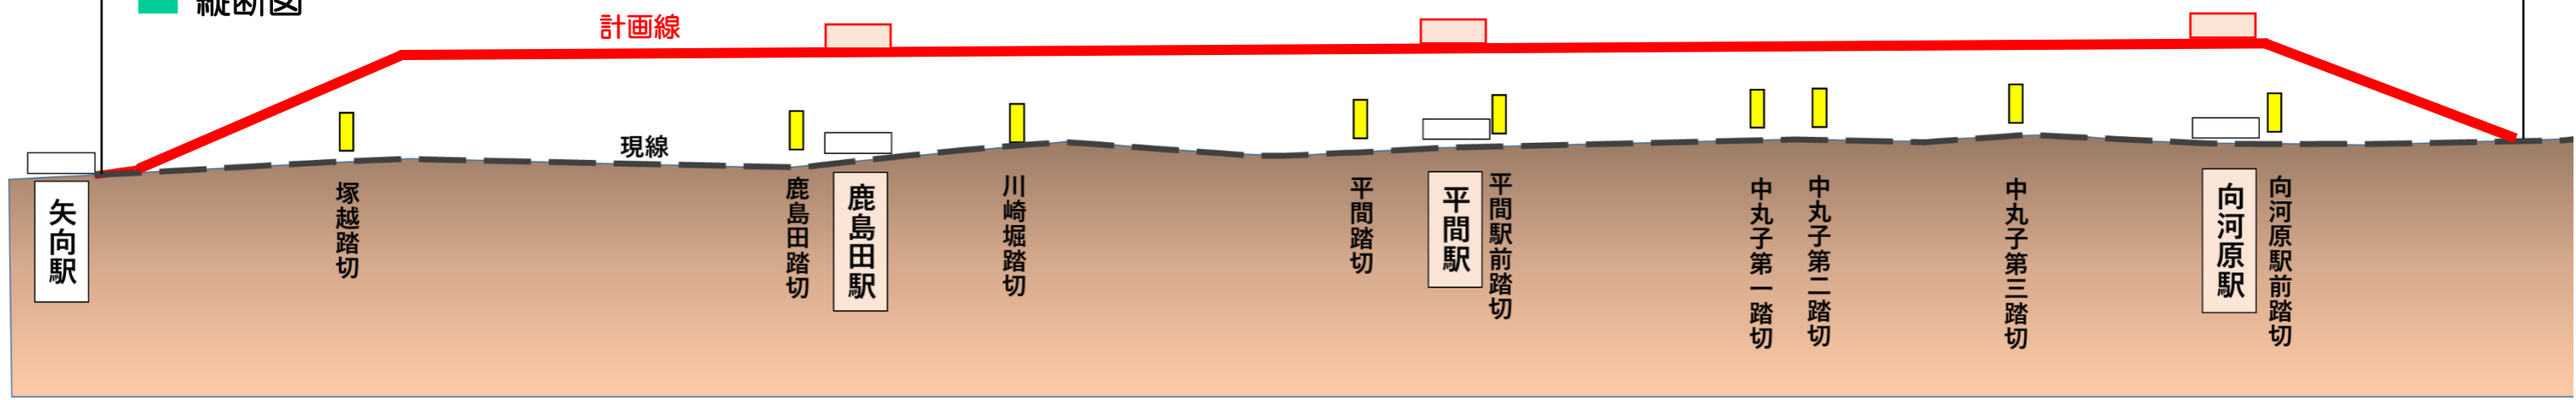 縦断図
計画線
現線
矢向駅
塚越踏切
鹿島田踏切
鹿島田駅
川崎堀踏切
平間踏切
平間駅
平間駅前踏切
中丸子第一踏切
中丸子第二踏切
中丸子第三踏切
向河原駅
向河原駅前踏切